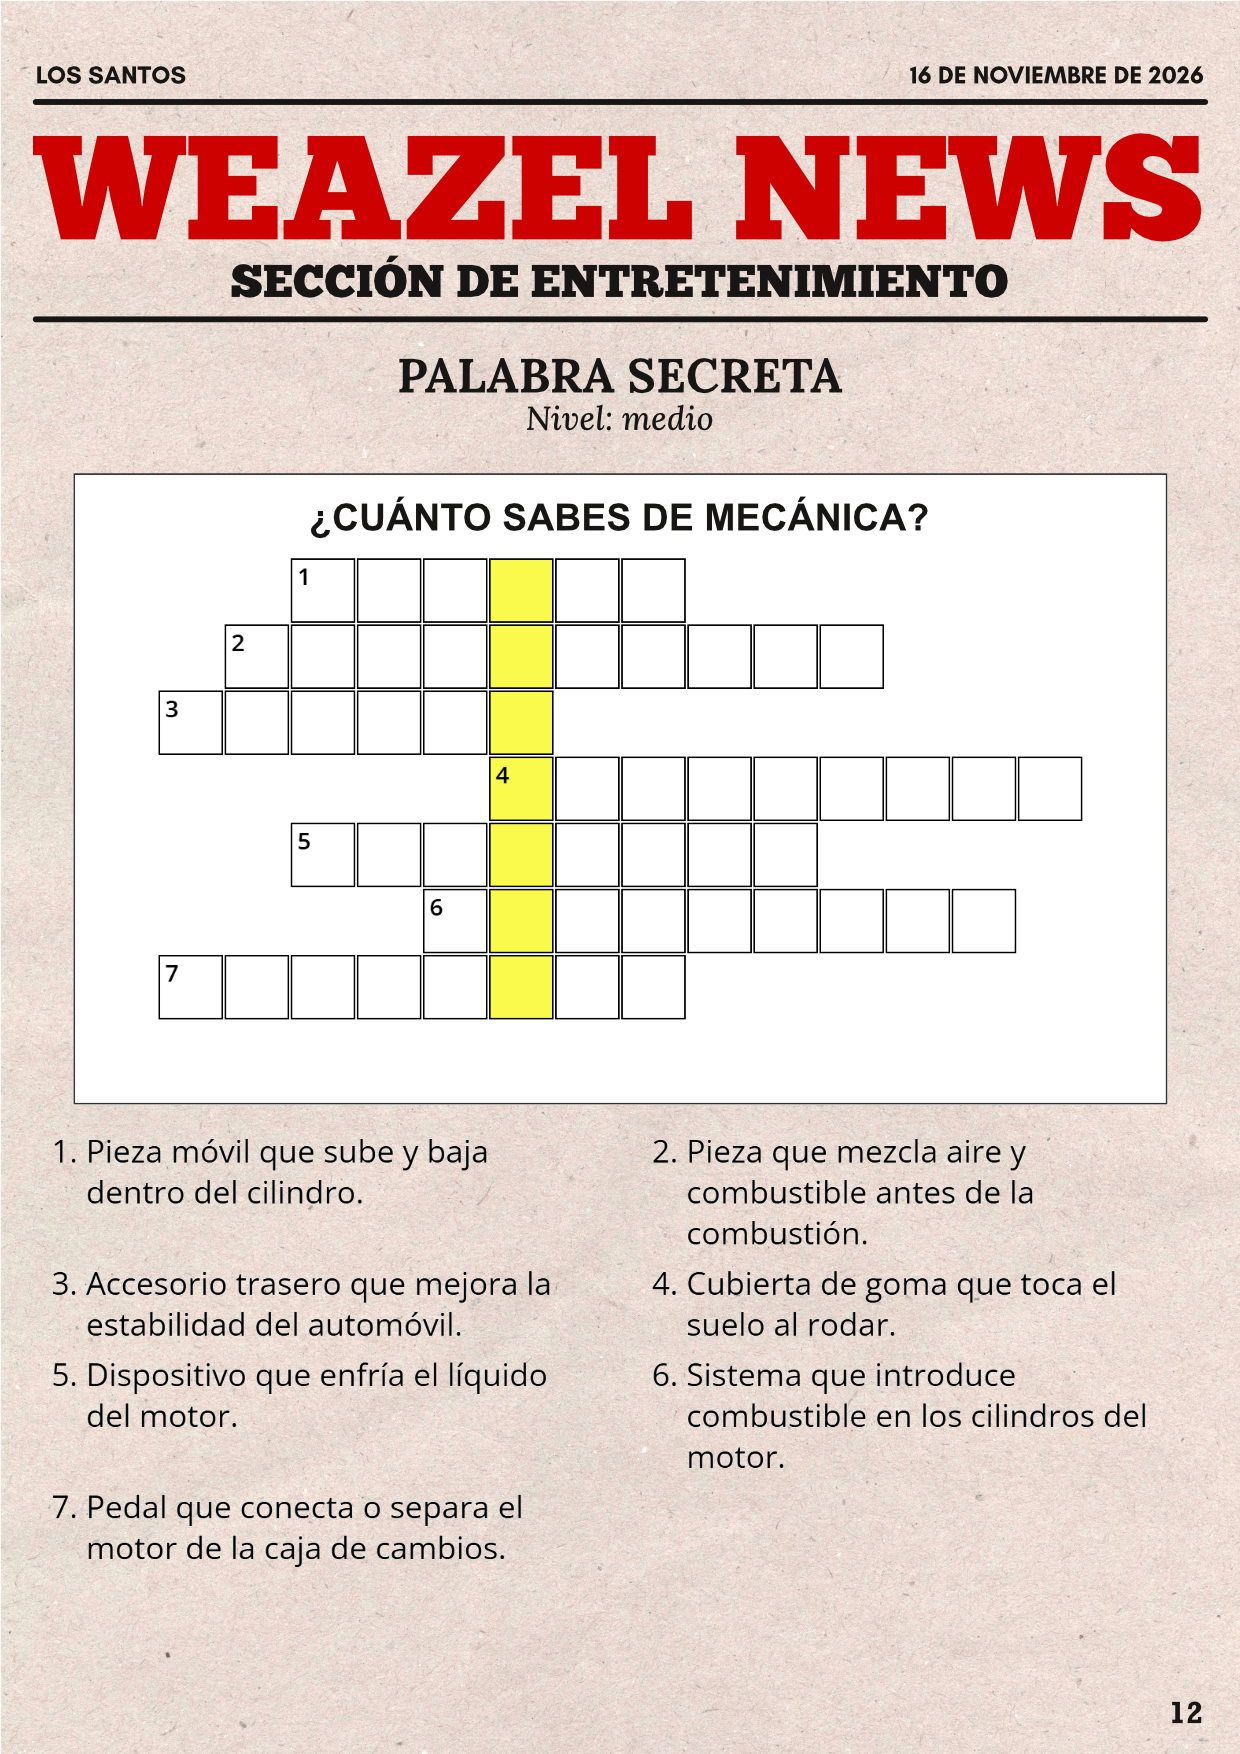 LOS SANTOS
16 DE NOVIEMBRE DE 2026
WEAZEL NEWS
SECCIÓN DE ENTRETENIMIENTO
PALABRA SECRETA
Nivel: medio
¿CUÁNTO SABES DE MECÁNICA?
1
2
3
4
5
6
7
1. Pieza móvil que sube y baja
dentro del cilindro.
2. Pieza que mezcla aire y
combustible antes de la
combustión.
3. Accesorio trasero que mejora la
estabilidad del automóvil.
4. Cubierta de goma que toca el
suelo al rodar.
5. Dispositivo que enfría el líquido
del motor.
6. Sistema que introduce
combustible en los cilindros del
motor.
7. Pedal que conecta o separa el
motor de la caja de cambios.
12